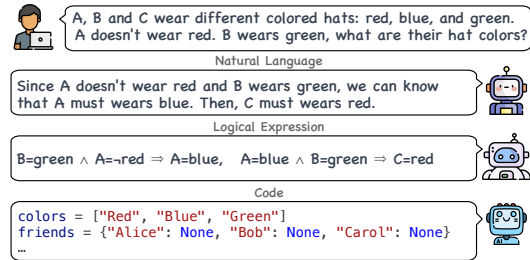 A, B and C wear different colored hats: red, blue, and green.
A doesn't wear red. B wears green, what are their hat colors?
Natural Language
Since A doesn't wear red and B wears green, we can know
that A must wears blue. Then, C must wears red.
Logical Expression
B=green ∧ A=¬red ⇒ A=blue, A=blue ∧ B=green ⇒ C=red
Code
colors = ["Red", "Blue", "Green"]
friends = {"Alice": None, "Bob": None, "Carol": None}
…
AI